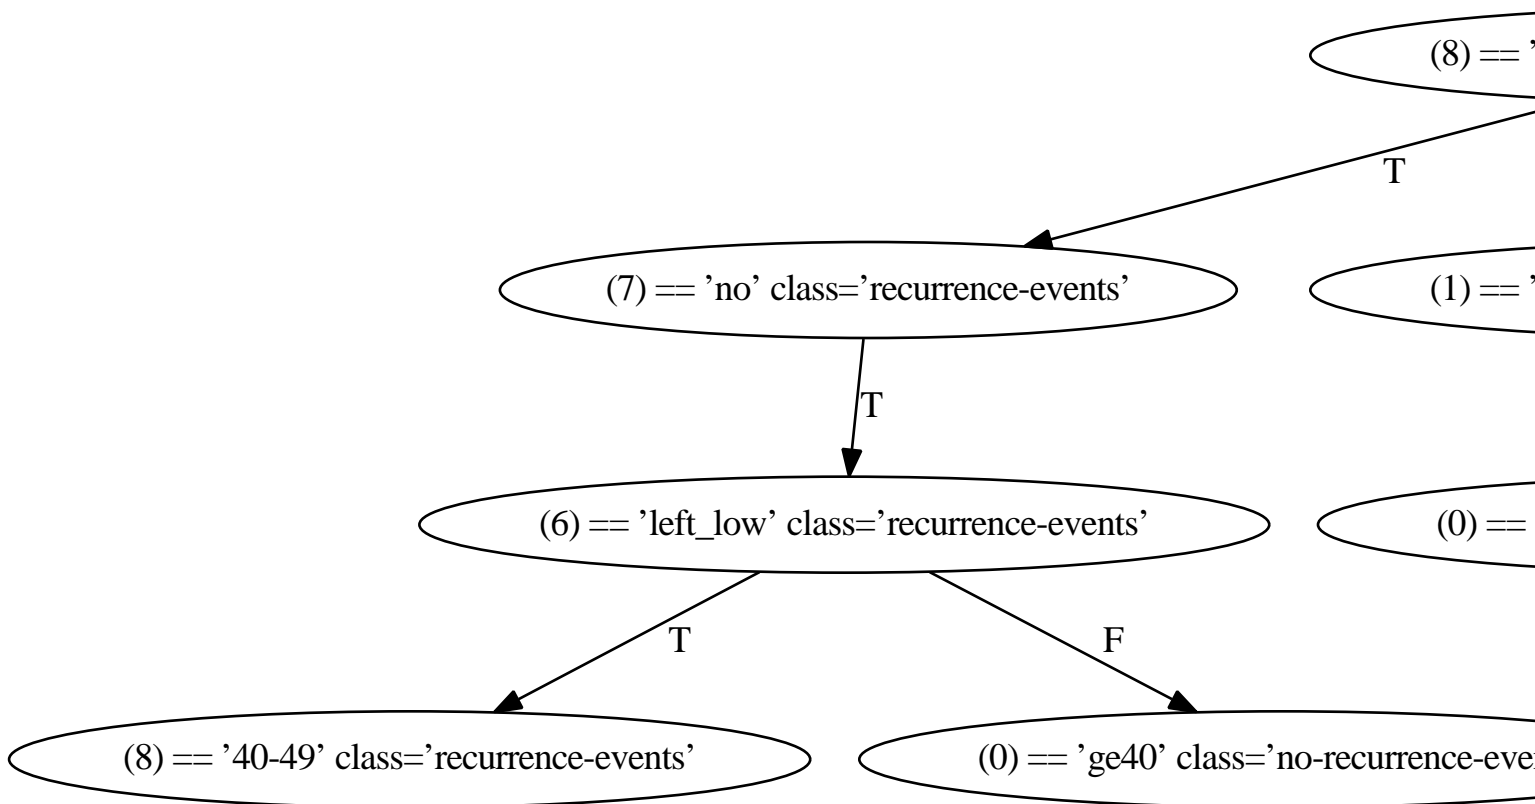 (8) == ’
T
(7) == ’no’ class=’recurrence-events’
(1) == ’
T
(6) == ’left_low’ class=’recurrence-events’
(0) ==
T
F
(8) == ’40-49’ class=’recurrence-events’
(0) == ’ge40’ class=’no-recurrence-eve